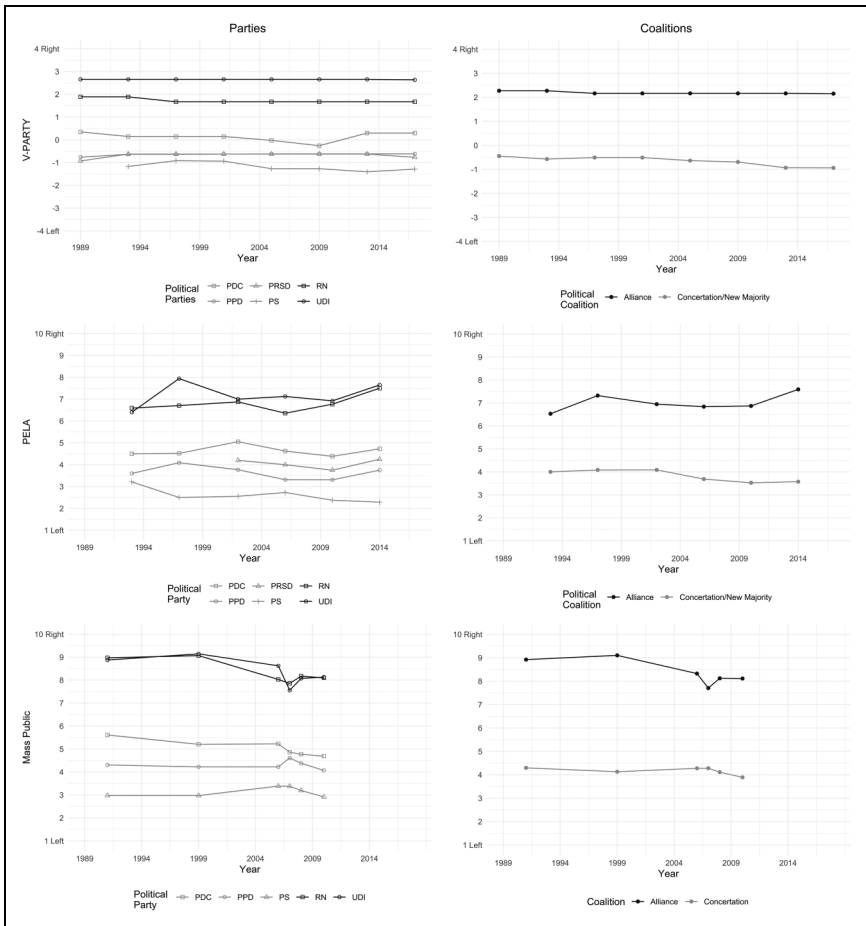 Parties
4 Right
3
2
1
0
-1
-2
-3
-4 Left
V-PARTY
1989 1994 1999 2004 2009 2014
Year
Political Parties
PDC PRSD RN
PPD PS UDI
Coalitions
4 Right
3
2
1
0
-1
-2
-3
-4 Left
1989 1994 1999 2004 2009 2014
Year
Political Coalition
Alliance Concertation/New Majority
10 Right
9
8
7
6
5
4
3
2
1 Left
PELA
1989 1994 1999 2004 2009 2014
Year
Political Party
PDC PRSD RN
PPD PS UDI
10 Right
9
8
7
6
5
4
3
2
1 Left
1989 1994 1999 2004 2009 2014
Year
Political Coalition
Alliance Concertation/New Majority
10 Right
9
8
7
6
5
4
3
2
1 Left
Mass Public
1989 1994 1999 2004 2009 2014
Year
Political Party
PDC PPD PS RN UDI
10 Right
9
8
7
6
5
4
3
2
1 Left
1989 1994 1999 2004 2009 2014
Year
Coalition Alliance Concertation